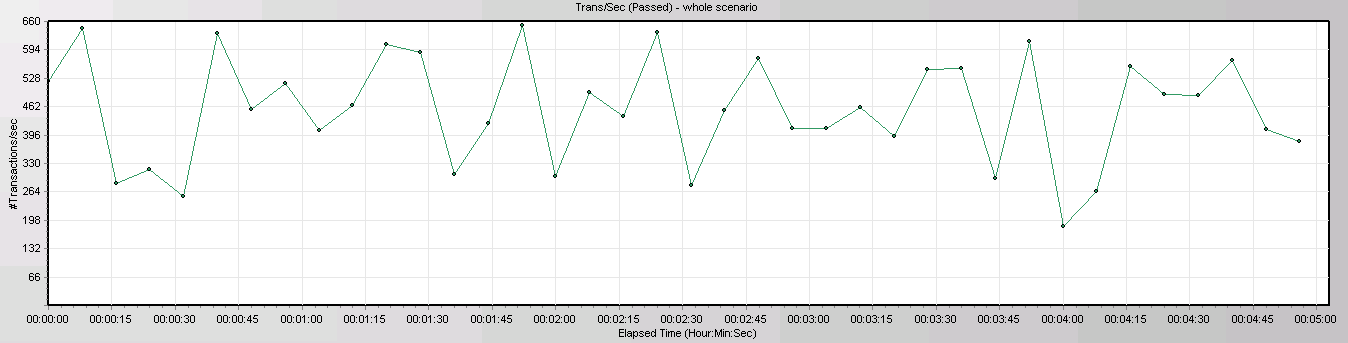 Trans/Sec (Passed) - whole scenario
660
594
528
462
396
330
264
198
132
66
#Transactions/sec
00:00:00 00:00:15 00:00:30 00:00:45 00:01:00 00:01:15 00:01:30 00:01:45 00:02:00 00:02:15 00:02:30 00:02:45 00:03:00 00:03:15 00:03:30 00:03:45 00:04:00 00:04:15 00:04:30 00:04:45 00:05:00
Elapsed Time (Hour:Min:Sec)